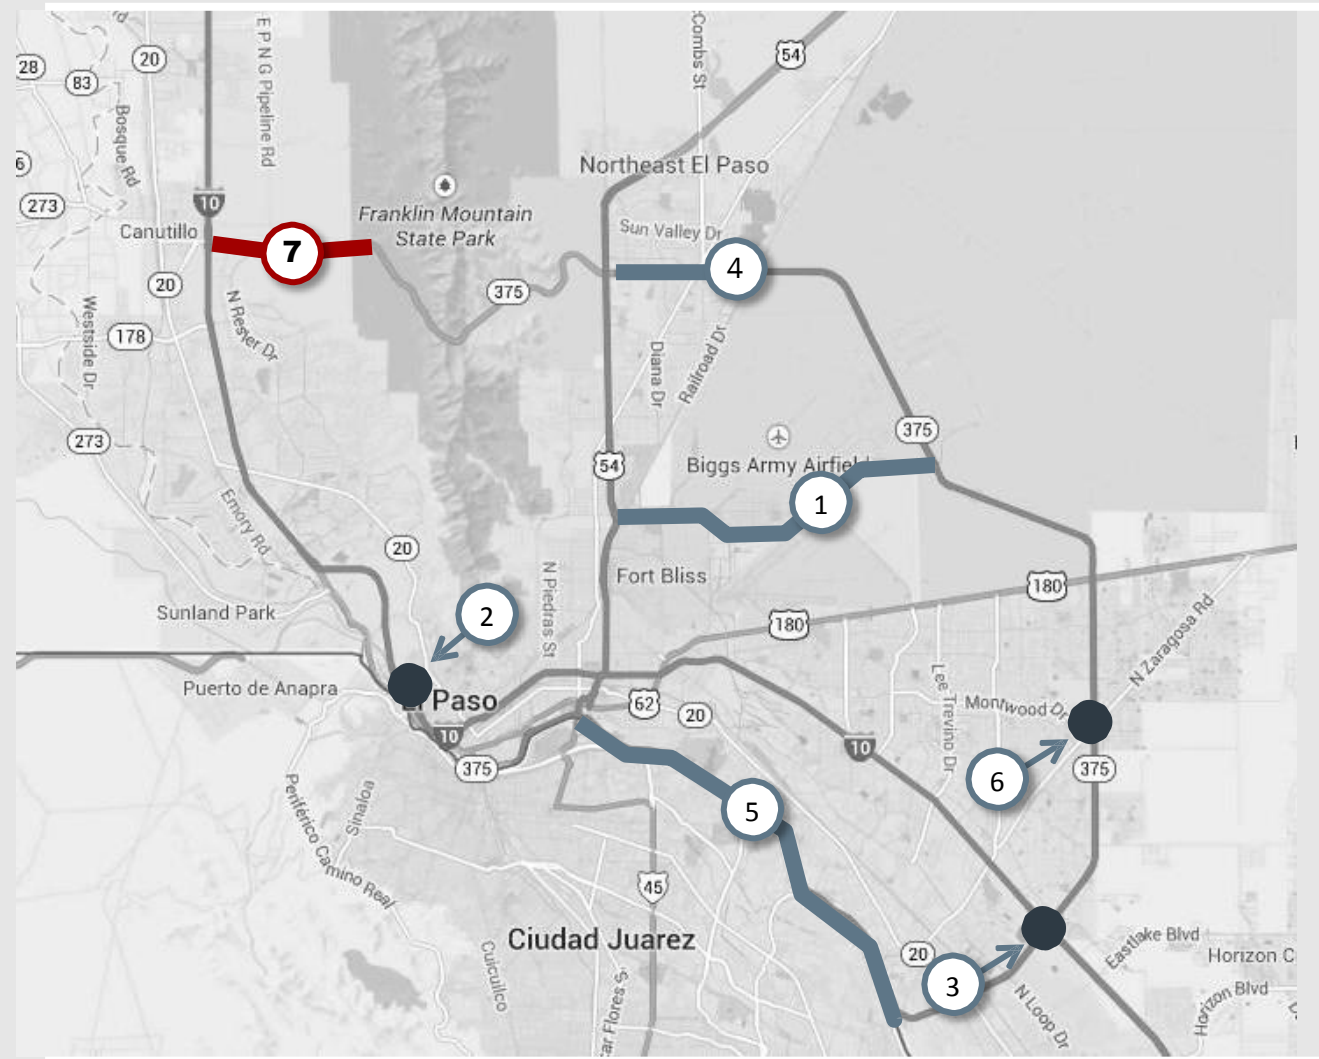 28
83
20
E P N G Pipeline Rd
Combs St
54
Bosque Rd
6
273
10
Northeast El Paso
Franklin Mountain
State Park
Canutillo
7
Sun Valley Dr
4
20
375
N Resler Dr
Westside Dr
178
Diana Dr
Railroad Dr
273
375
54
Biggs Army Airfield
1
Emory Rd
20
N Piedras St
Fort Bliss
180
180
2
Sunland Park
N Zaragosa Rd
Puerto de Anapra
El Paso
62
20
Lee Trevino Dr
Montwood Dr
10
10
375
375
6
5
Periférico Camino Real
Sinaloa
45
Ciudad Juarez
Cuicuilco
20
3
Eastlake Blvd
Horizon C
Horizon Blvd
N Loop Dr
car Flores S